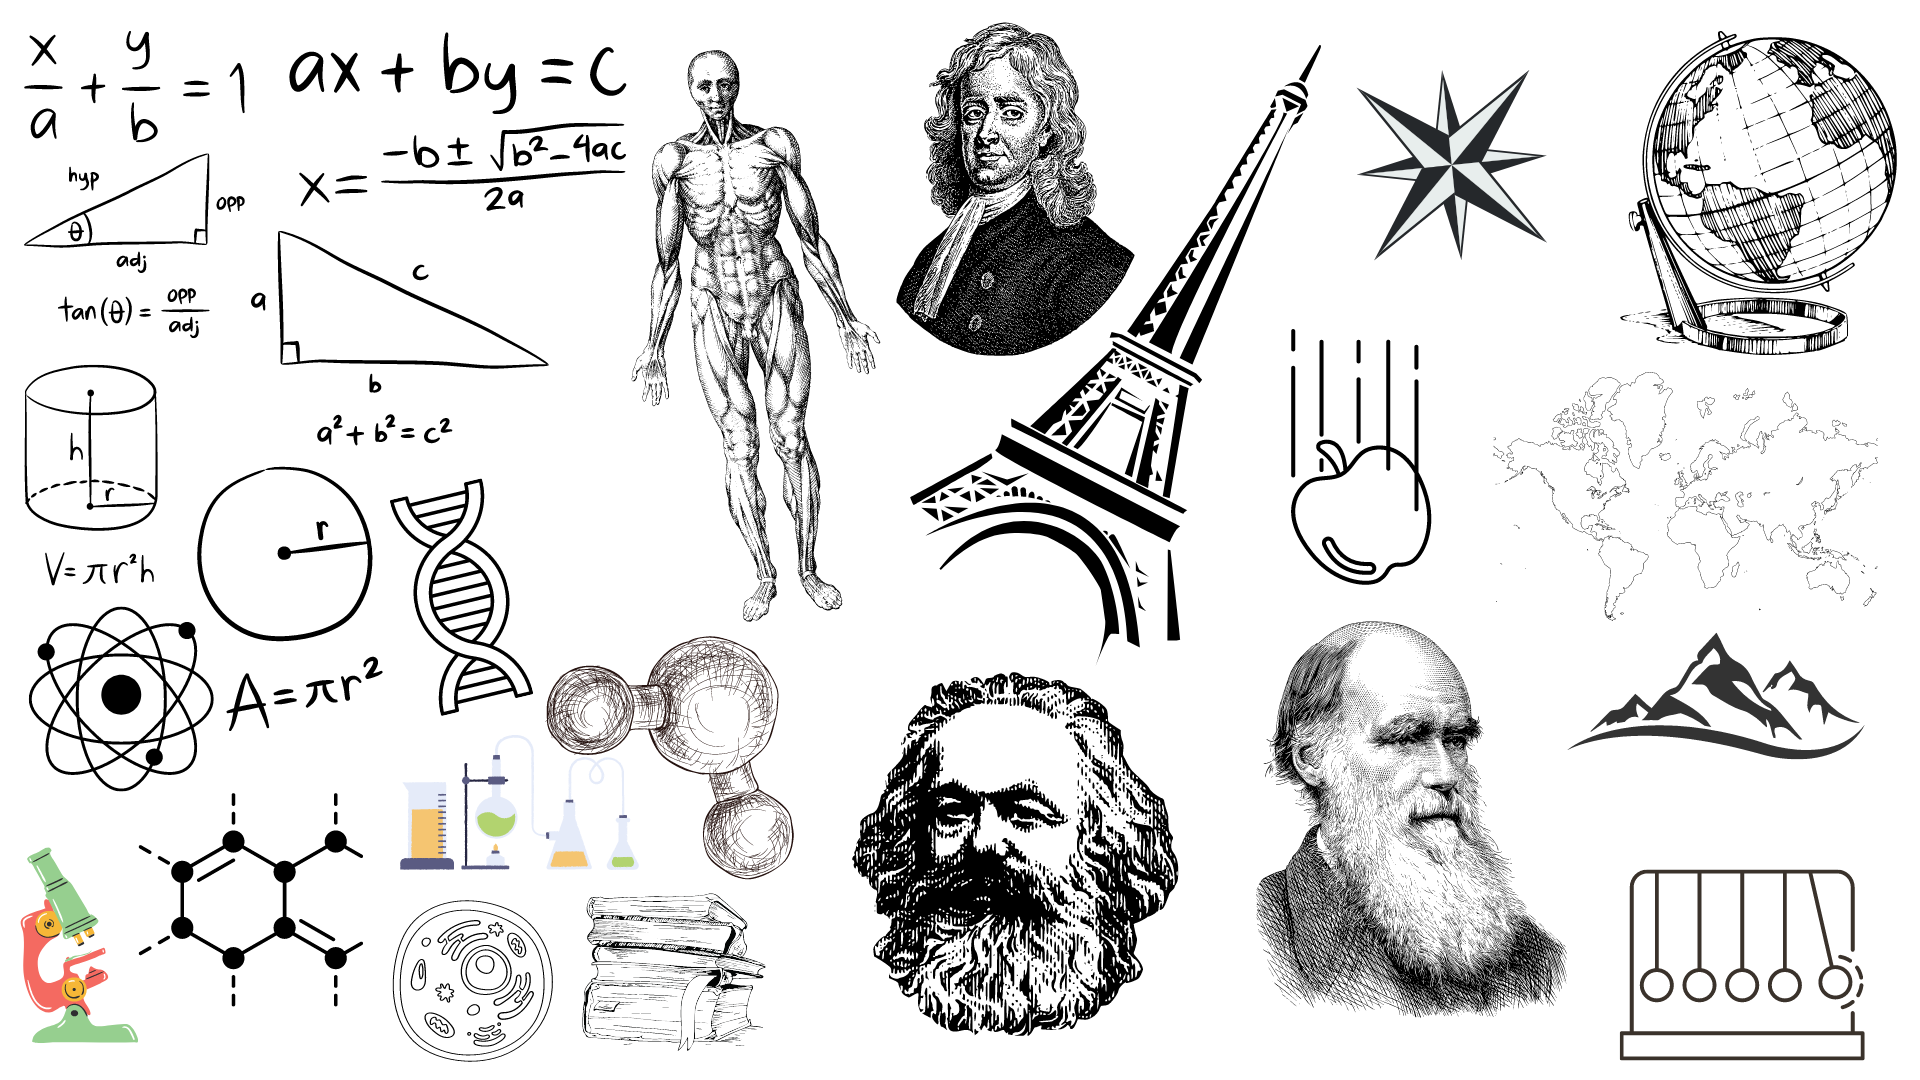 x/a + y/b = 1
ax + by = c
x = -b ± √b² - 4ac / 2a
hyp
opp
θ
adj
tan(θ) = opp/adj
a
c
b
a² + b² = c²
h
r
V = πr²h
r
A = πr²